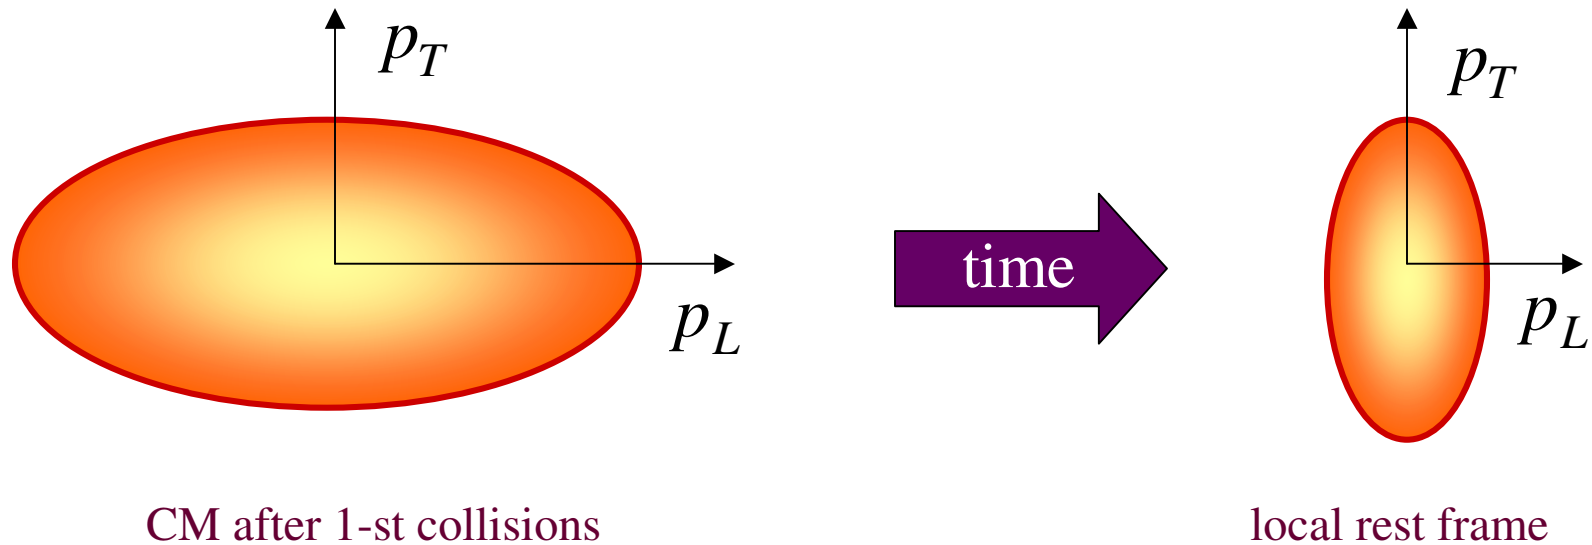 p_T
p_L
time
p_T
p_L
CM after 1-st collisions
local rest frame